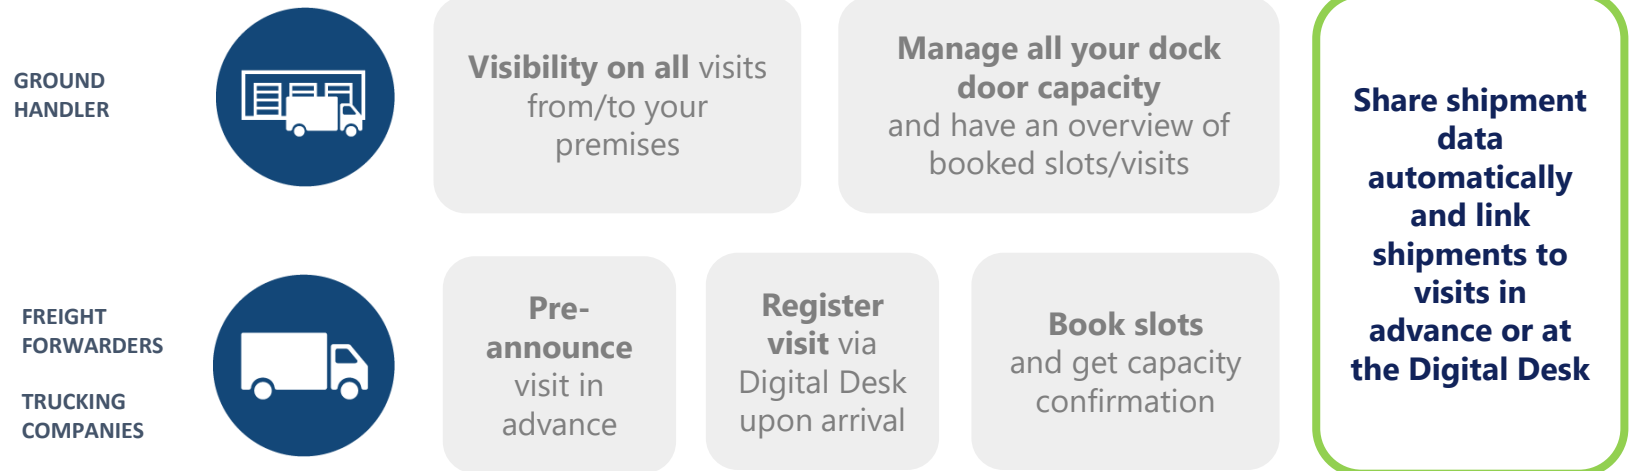 GROUND
HANDLER
Visibility on all visits
from/to your
premises
Manage all your dock
door capacity
and have an overview of
booked slots/visits
FREIGHT
FORWARDERS
TRUCKING
COMPANIES
Pre-
announce
visit in
advance
Register
visit via
Digital Desk
upon arrival
Book slots
and get capacity
confirmation
Share shipment
data
automatically
and link
shipments to
visits in
advance or at
the Digital Desk